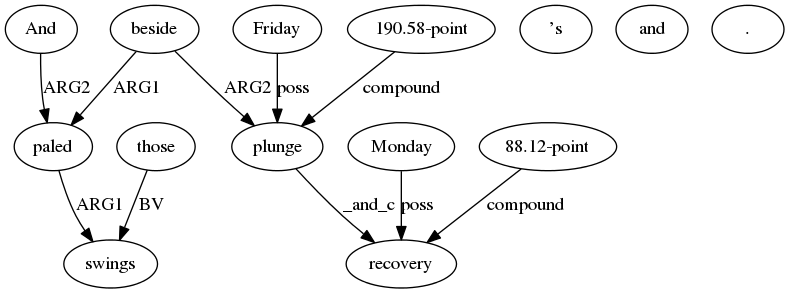 And beside Friday 190.58-point ’s and .
ARG2 ARG1 ARG2 poss compound
paled those plunge Monday 88.12-point
ARG1 BV _and_c poss compound
swings recovery